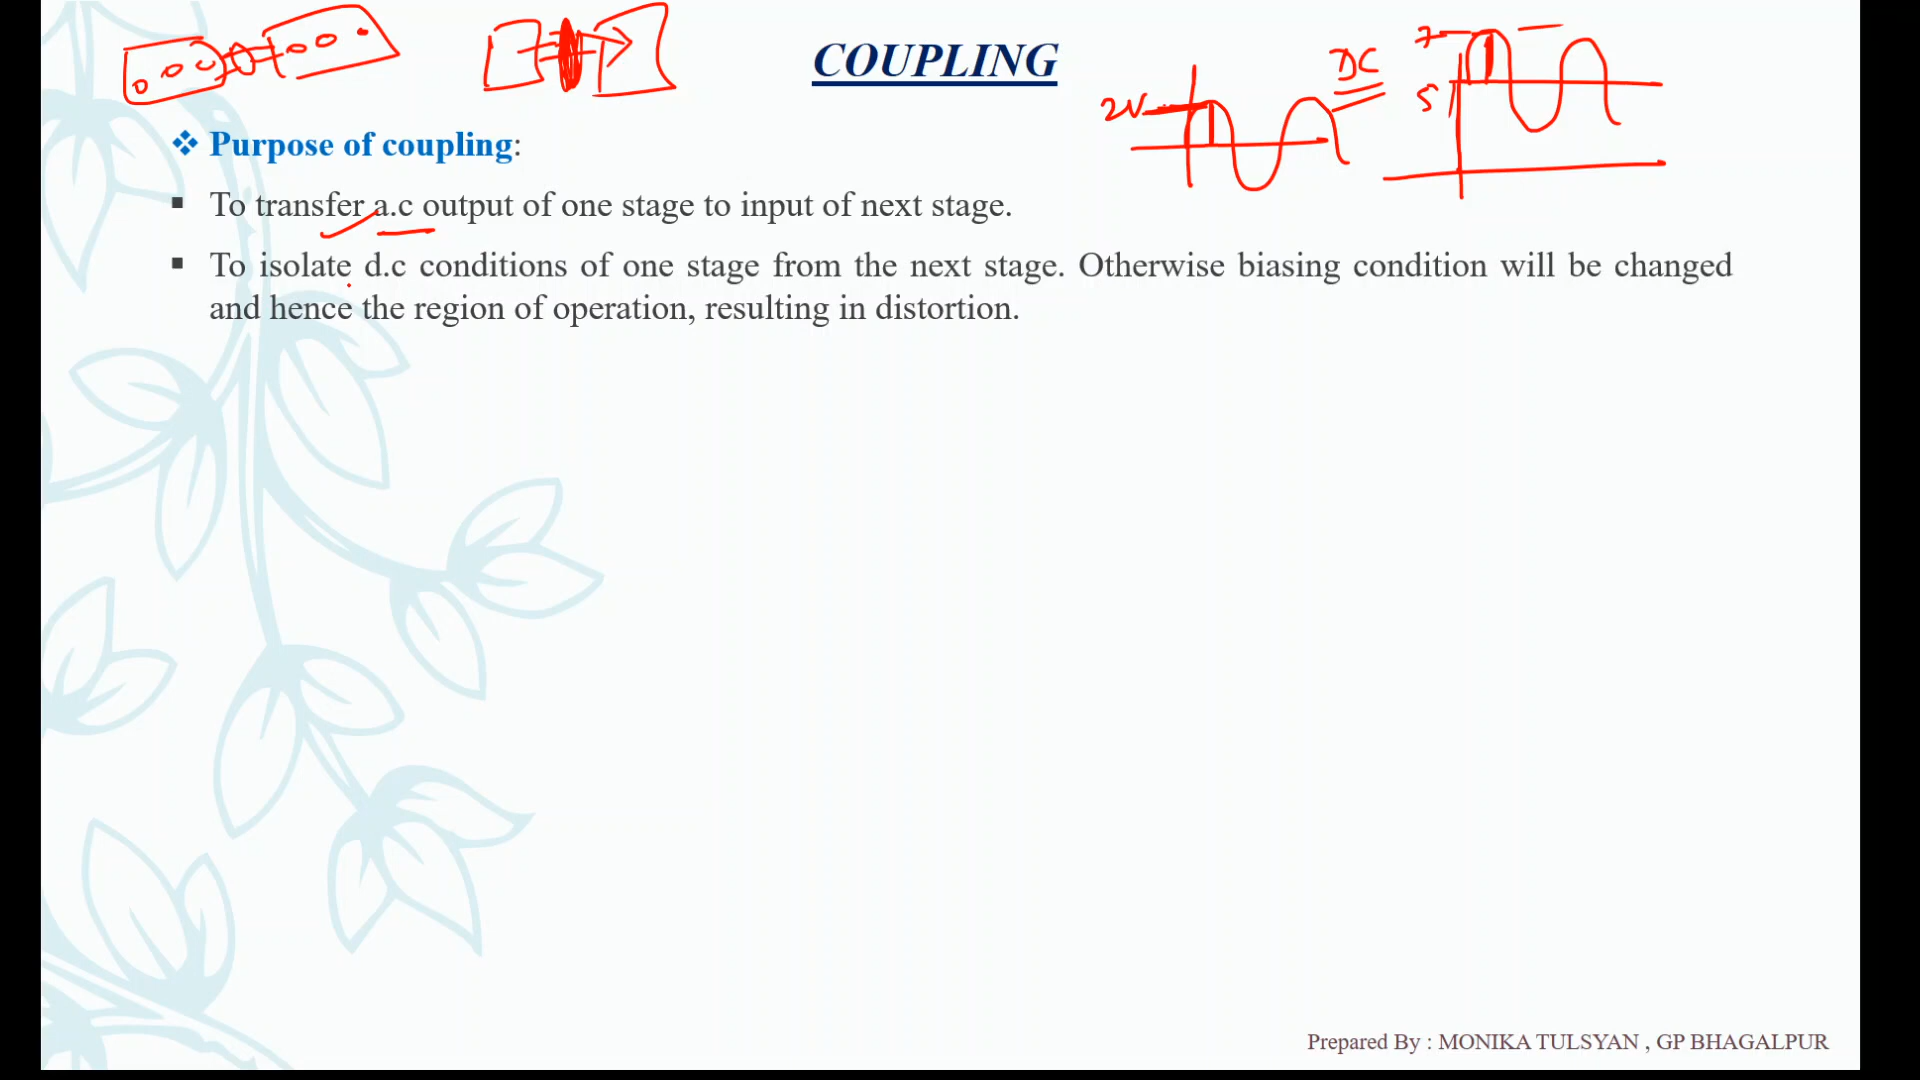 COUPLING
DC
7
5
2V
❖ Purpose of coupling:
▪ To transfer a.c output of one stage to input of next stage.
▪ To isolate d.c conditions of one stage from the next stage. Otherwise biasing condition will be changed
and hence the region of operation, resulting in distortion.
Prepared By : MONIKA TULSYAN , GP BHAGALPUR